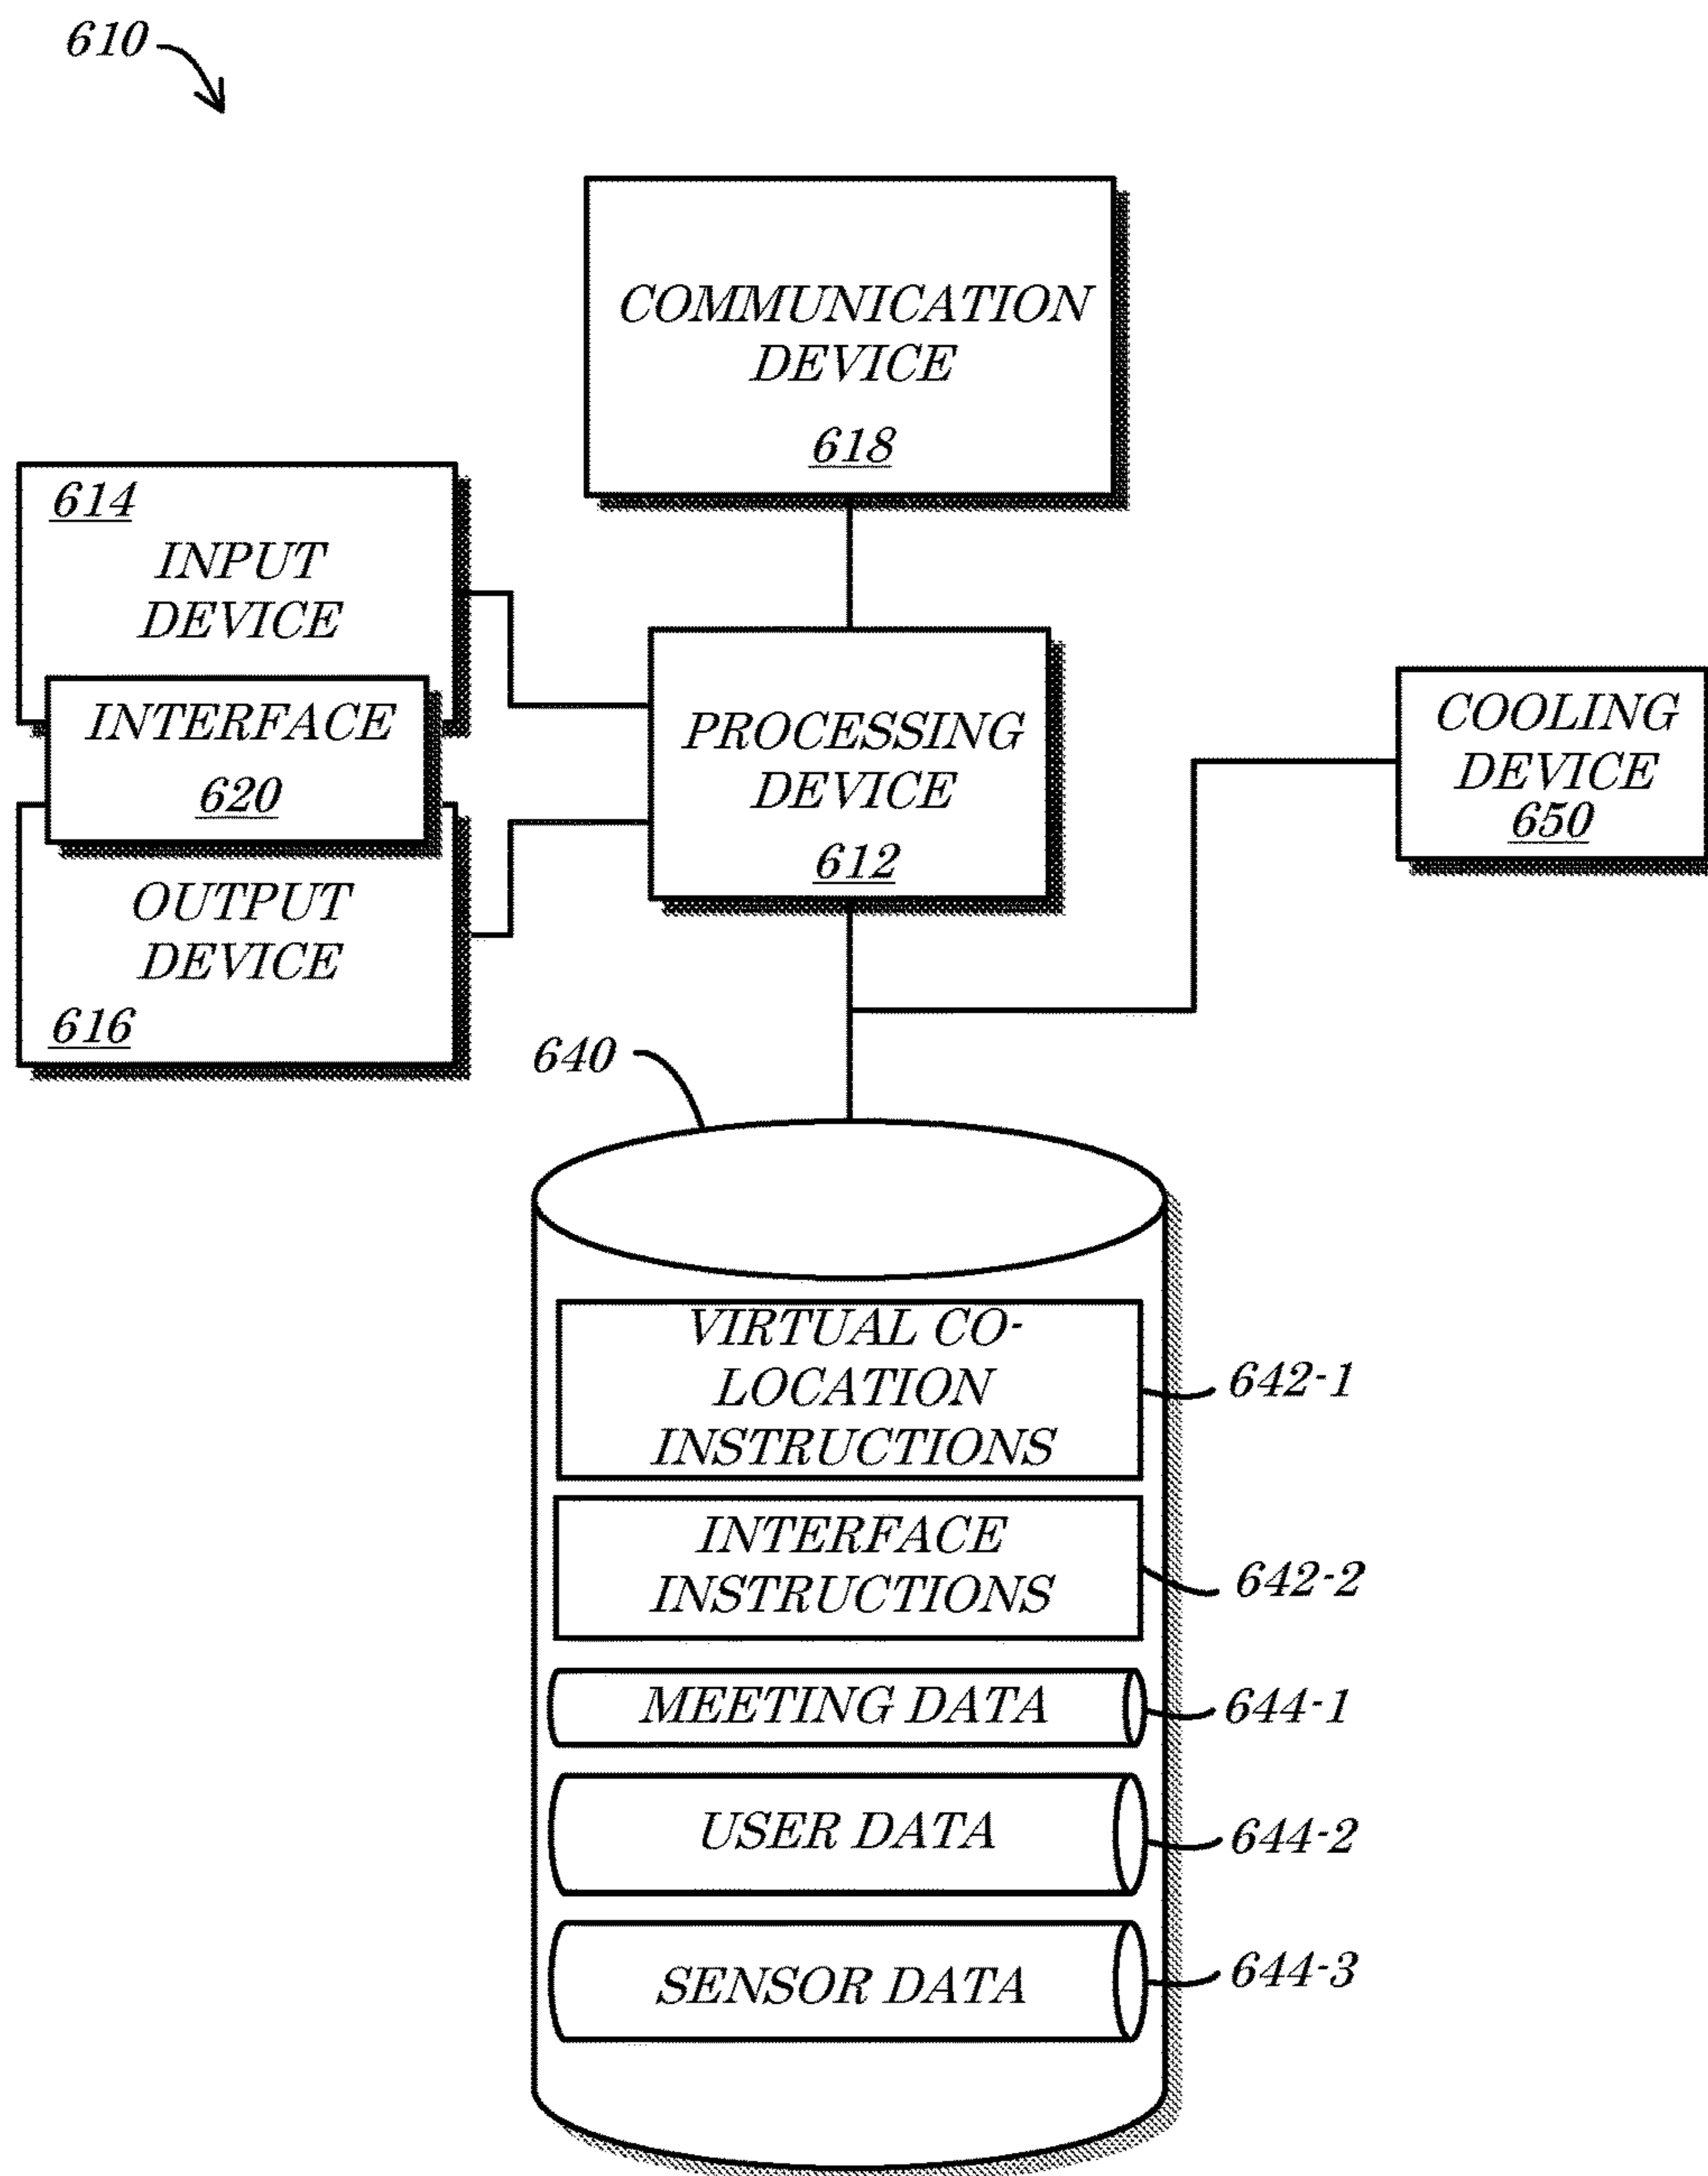 610
COMMUNICATION
DEVICE
618
614
INPUT
DEVICE
INTERFACE
620
OUTPUT
DEVICE
616
PROCESSING
DEVICE
612
COOLING
DEVICE
650
640
VIRTUAL CO-
LOCATION
INSTRUCTIONS
642-1
INTERFACE
INSTRUCTIONS
642-2
MEETING DATA
644-1
USER DATA
644-2
SENSOR DATA
644-3